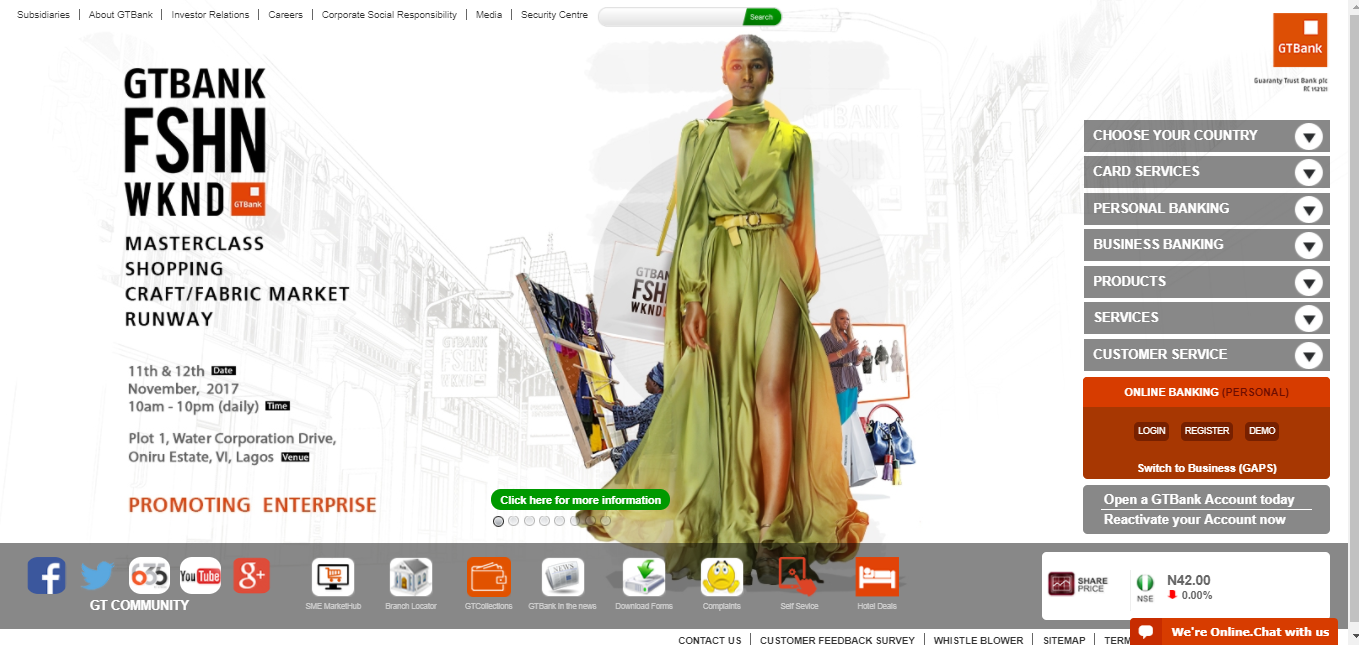 Subsidiaries
About GTBank
Investor Relations
Careers
Corporate Social Responsibility
Media
Security Centre
Search
GTBank
Guaranty Trust Bank plc
RC 152321
GTBANK
FSHN
WKND
GTBank
MASTERCLASS
SHOPPING
CRAFT/FABRIC MARKET
RUNWAY
11th & 12th Date
November, 2017
10am - 10pm (daily) Time
Plot 1, Water Corporation Drive,
Oniru Estate, VI, Lagos Venue
PROMOTING ENTERPRISE
GTBANK
FSHN
WKND
GTBANK
FSH
WKND
GTBANK
Click here for more information
CHOOSE YOUR COUNTRY
CARD SERVICES
PERSONAL BANKING
BUSINESS BANKING
PRODUCTS
SERVICES
CUSTOMER SERVICE
ONLINE BANKING (PERSONAL)
LOGIN
REGISTER
DEMO
Switch to Business (GAPS)
Open a GTBank Account today
Reactivate your Account now
f
635
YouTube
g+
GT COMMUNITY
SME MarketHub
Branch Locator
GTCollections
NEWS
GTBank in the news
Download Forms
Complaints
Self Sevice
Hotel Deals
SHARE
PRICE
NSE
N42.00
0.00%
CONTACT US
CUSTOMER FEEDBACK SURVEY
WHISTLE BLOWER
SITEMAP
TERM
We're Online.Chat with us